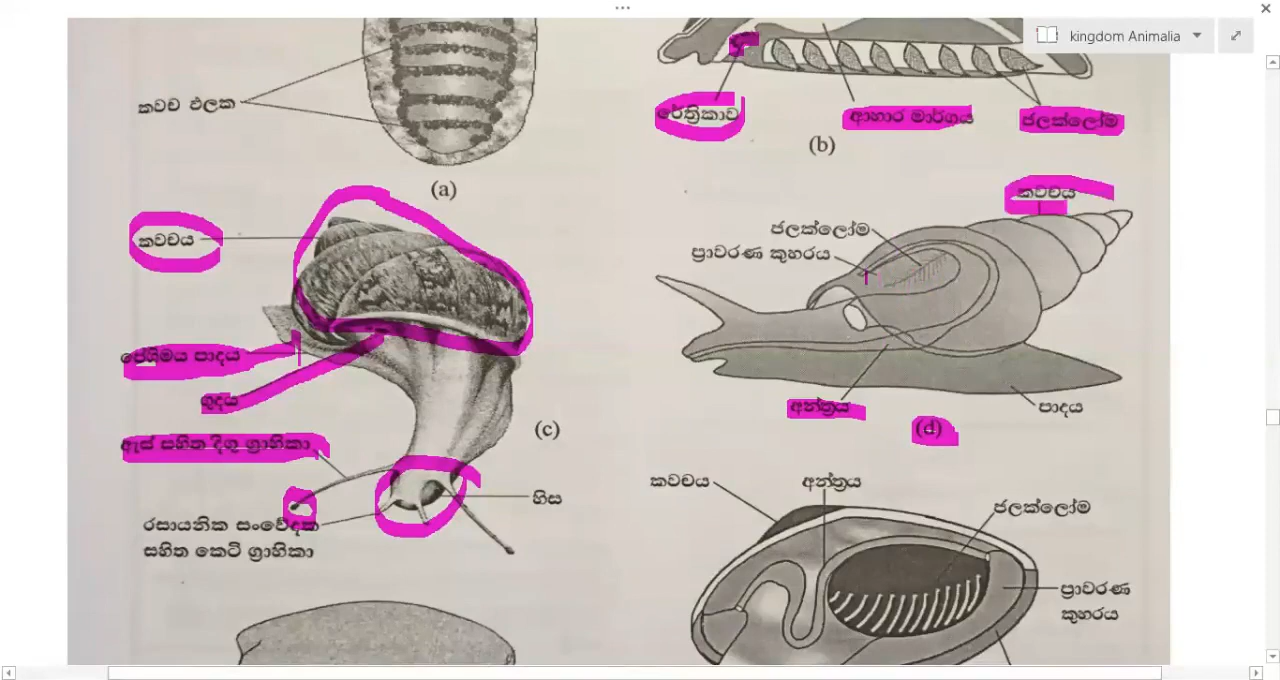 kingdom Animalia
කවච ඵලක
(a)
රේත්‍රිකාව
ආහාර මාර්ගය
ජලක්ලෝම
(b)
කවචය
පේශිමය පාදය
ගුදය
ඇස් සහිත දිගු ග්‍රාහිකා
රසායනික සංවේදක
සහිත කෙටි ග්‍රාහිකා
හිස
(c)
කවචය
ජලක්ලෝම
ප්‍රාවරණ කුහරය
අන්ත්‍රය
පාදය
(d)
කවචය
අන්ත්‍රය
ජලක්ලෝම
ප්‍රාවරණ
කුහරය